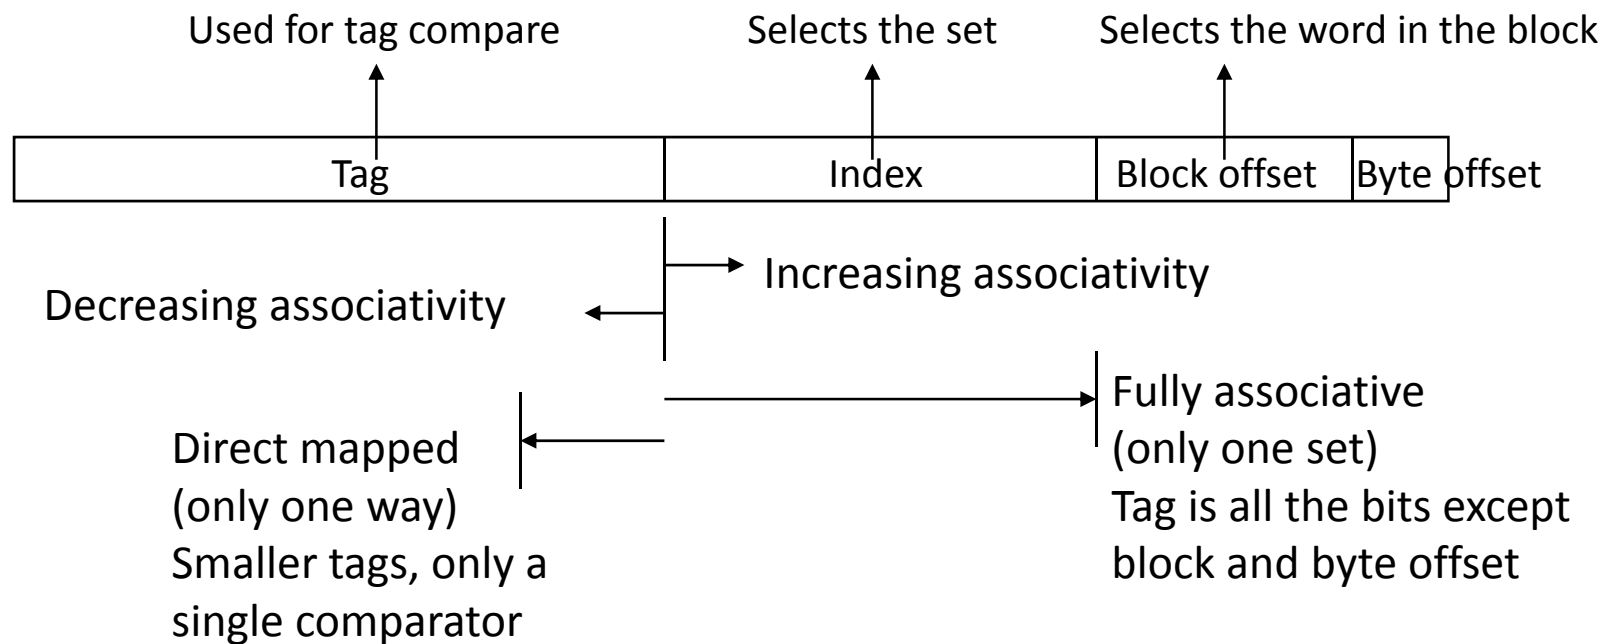 Used for tag compare
Selects the set
Selects the word in the block
Tag
Index
Block offset
Byte offset
Increasing associativity
Decreasing associativity
Fully associative
(only one set)
Tag is all the bits except
block and byte offset
Direct mapped
(only one way)
Smaller tags, only a
single comparator